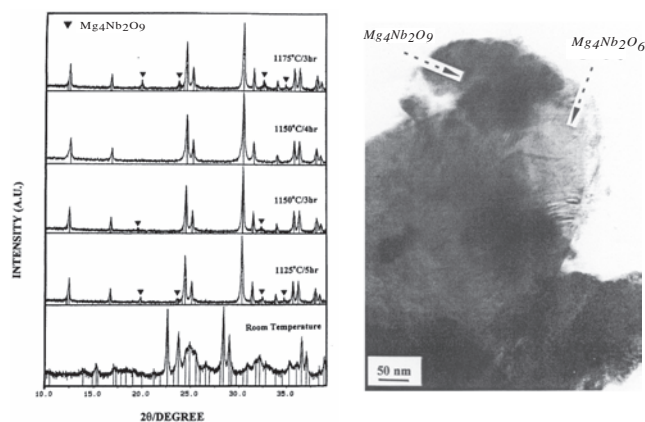 ▼ Mg4Nb2O9
1175°C/3hr
1150°C/4hr
1150°C/3hr
1125°C/5hr
Room Temperature
INTENSITY (A.U.)
10.0 15.0 20.0 25.0 30.0 35.0
2θ/DEGREE
Mg4Nb2O9
Mg4Nb2O6
50 nm